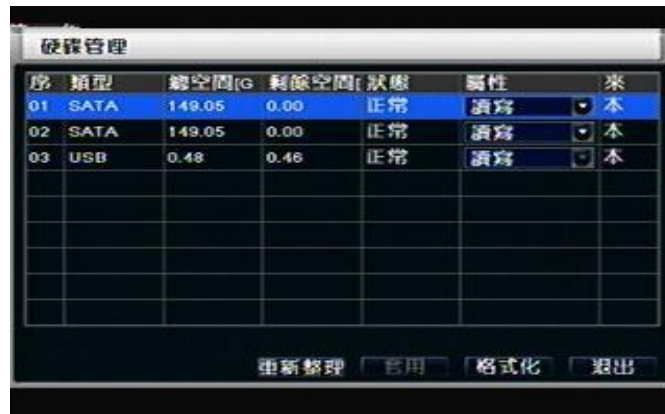 硬碟管理
序 類型 總空間[G 剩餘空間[ 狀態 屬性 來
01 SATA 149.05 0.00 正常 讀寫 本
02 SATA 149.05 0.00 正常 讀寫 本
03 USB 0.48 0.46 正常 讀寫 本
重新整理 套用 格式化 退出